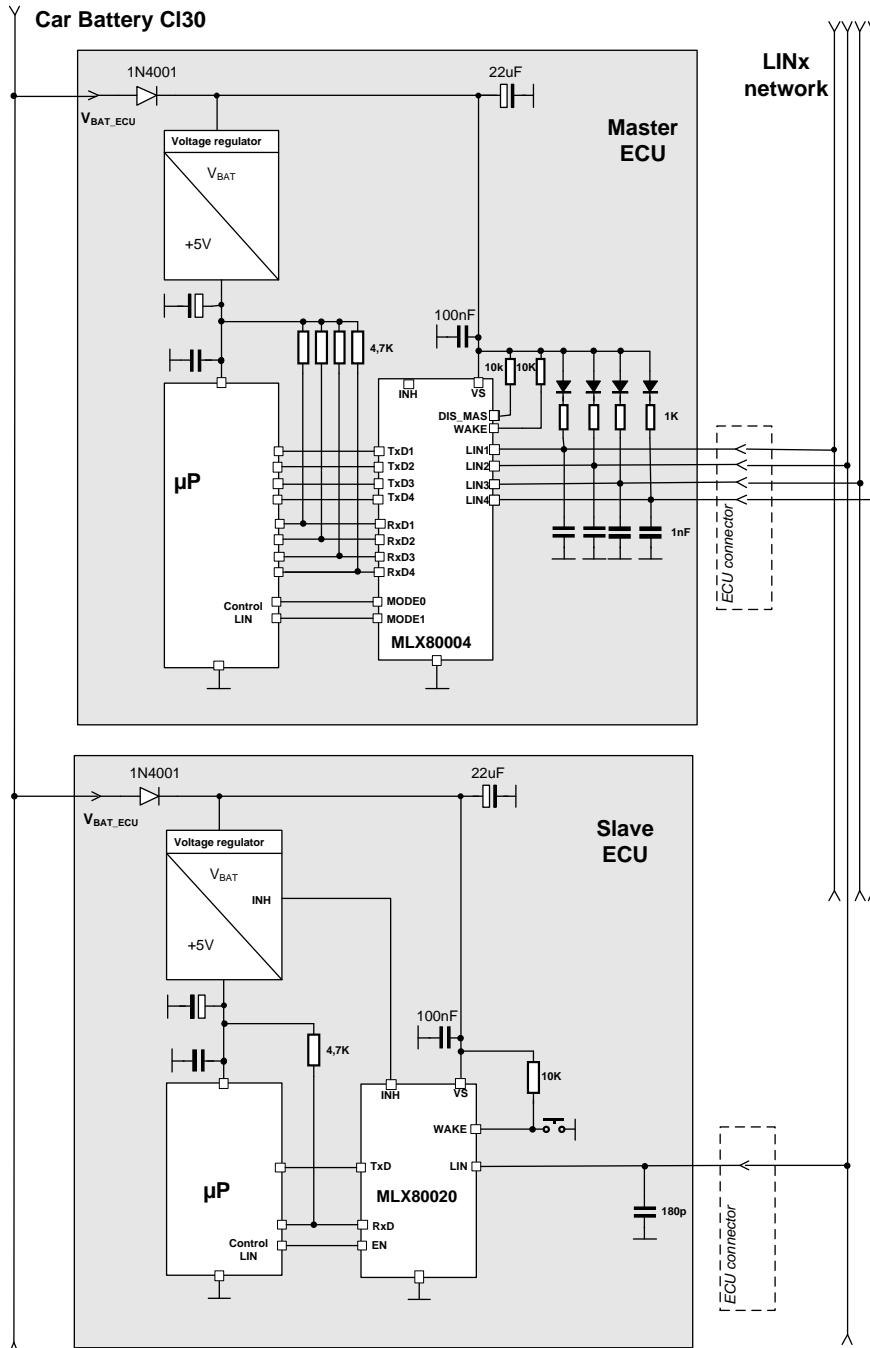 Car Battery Cl30
1N4001
22uF
LINx
network
V_BAT_ECU
Master
ECU
Voltage regulator
V_BAT
+5V
100nF
4,7K
10k
10K
INH
VS
DIS_MAS
WAKE
1K
LIN1
LIN2
LIN3
LIN4
TxD1
TxD2
TxD3
TxD4
µP
RxD1
RxD2
RxD3
RxD4
1nF
ECU connector
Control
LIN
MODE0
MODE1
MLX80004
1N4001
22uF
V_BAT_ECU
Slave
ECU
Voltage regulator
V_BAT
INH
+5V
100nF
4,7K
10K
INH
VS
WAKE
TxD
LIN
µP
MLX80020
180p
RxD
Control
LIN
EN
ECU connector